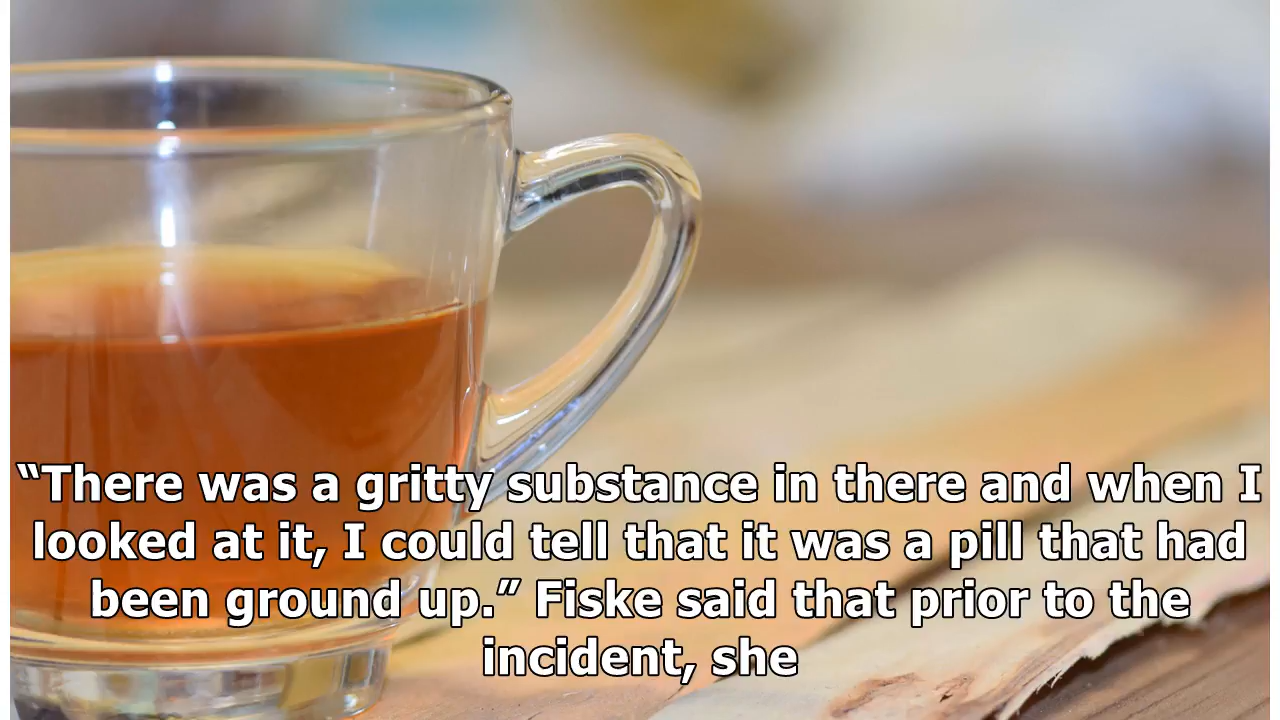 “There was a gritty substance in there and when I
looked at it, I could tell that it was a pill that had
been ground up.” Fiske said that prior to the
incident, she